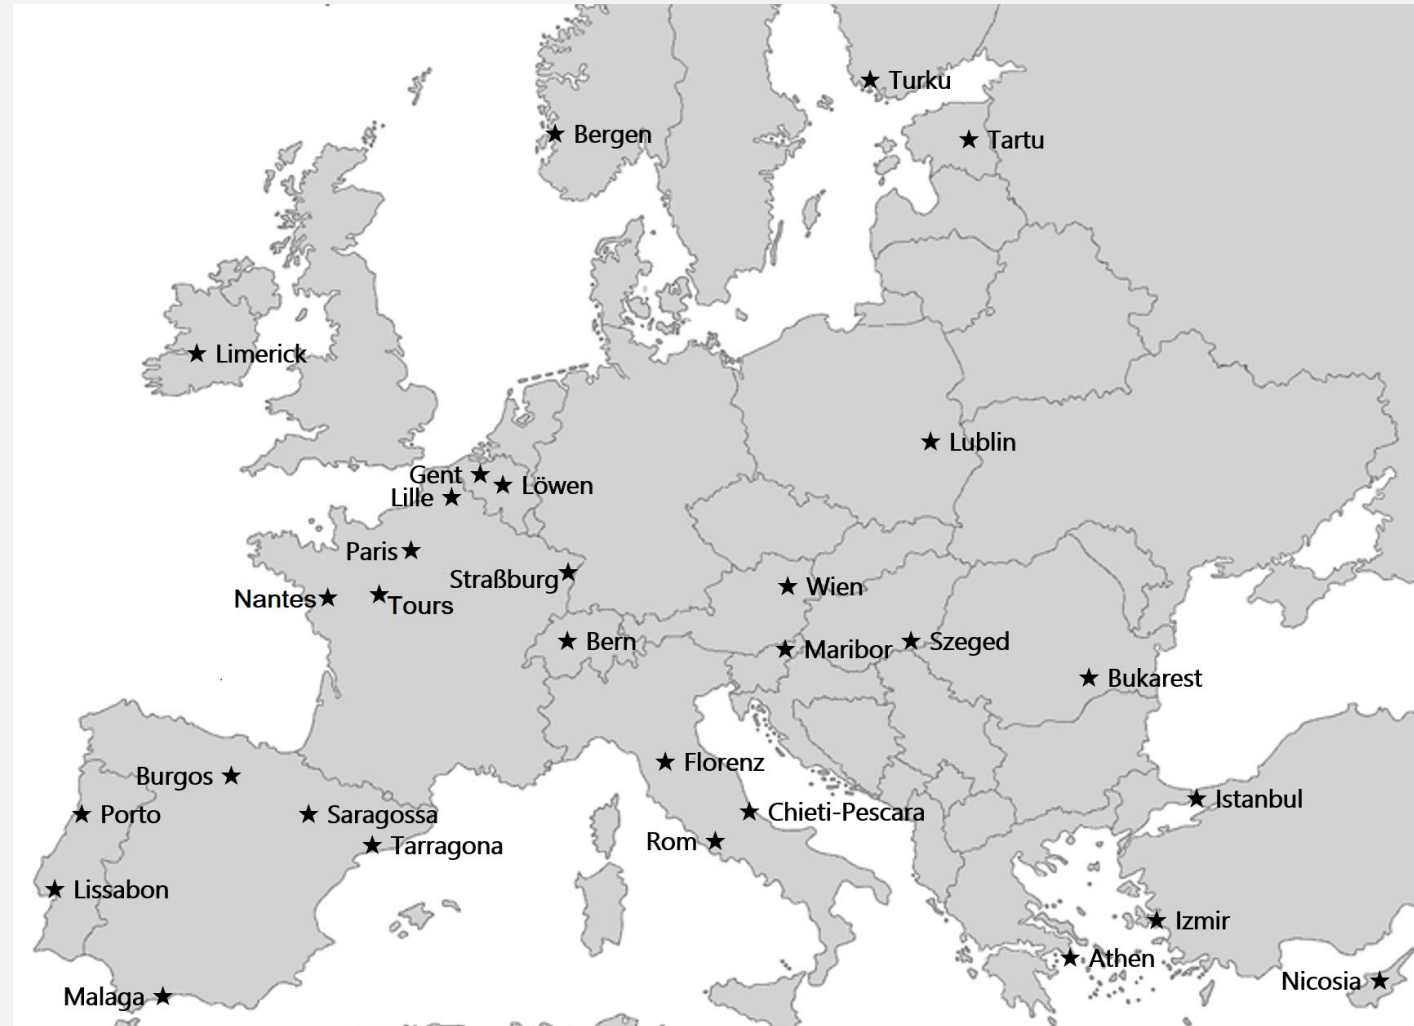 Turku
Bergen
Tartu
Limerick
Lublin
Gent
Löwen
Lille
Paris
Straßburg
Wien
Nantes
Tours
Bern
Maribor
Szeged
Bukarest
Florenz
Burgos
Istanbul
Porto
Saragossa
Chieti-Pescara
Rom
Tarragona
Lissabon
Izmir
Athen
Nicosia
Malaga